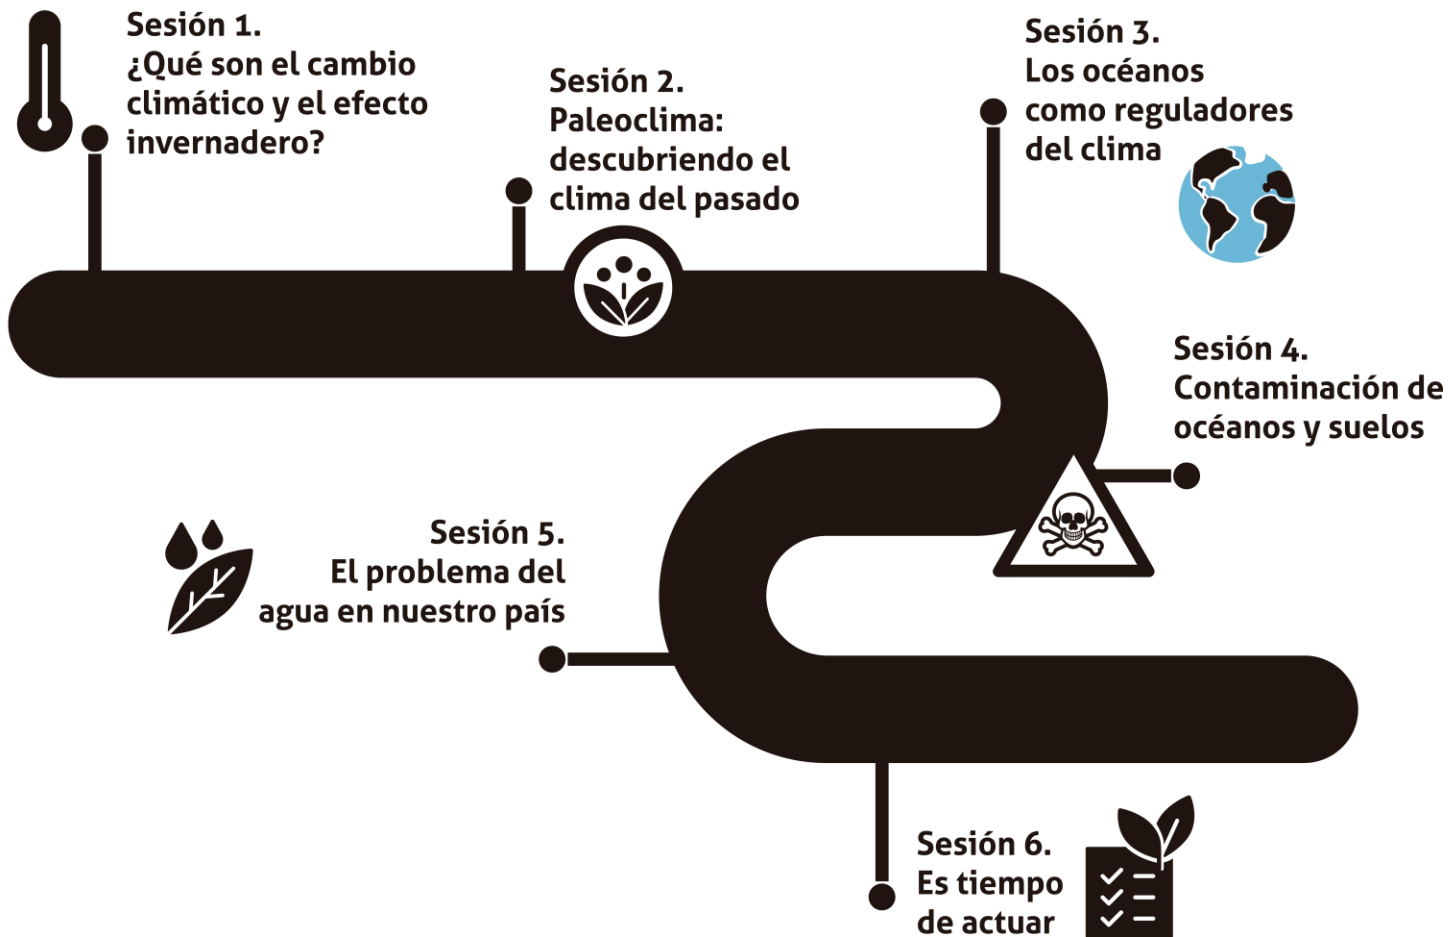 Sesión 1.
¿Qué son el cambio
climático y el efecto
invernadero?
Sesión 2.
Paleoclima:
descubriendo el
clima del pasado
Sesión 3.
Los océanos
como reguladores
del clima
Sesión 4.
Contaminación de
océanos y suelos
Sesión 5.
El problema del
agua en nuestro país
Sesión 6.
Es tiempo
de actuar